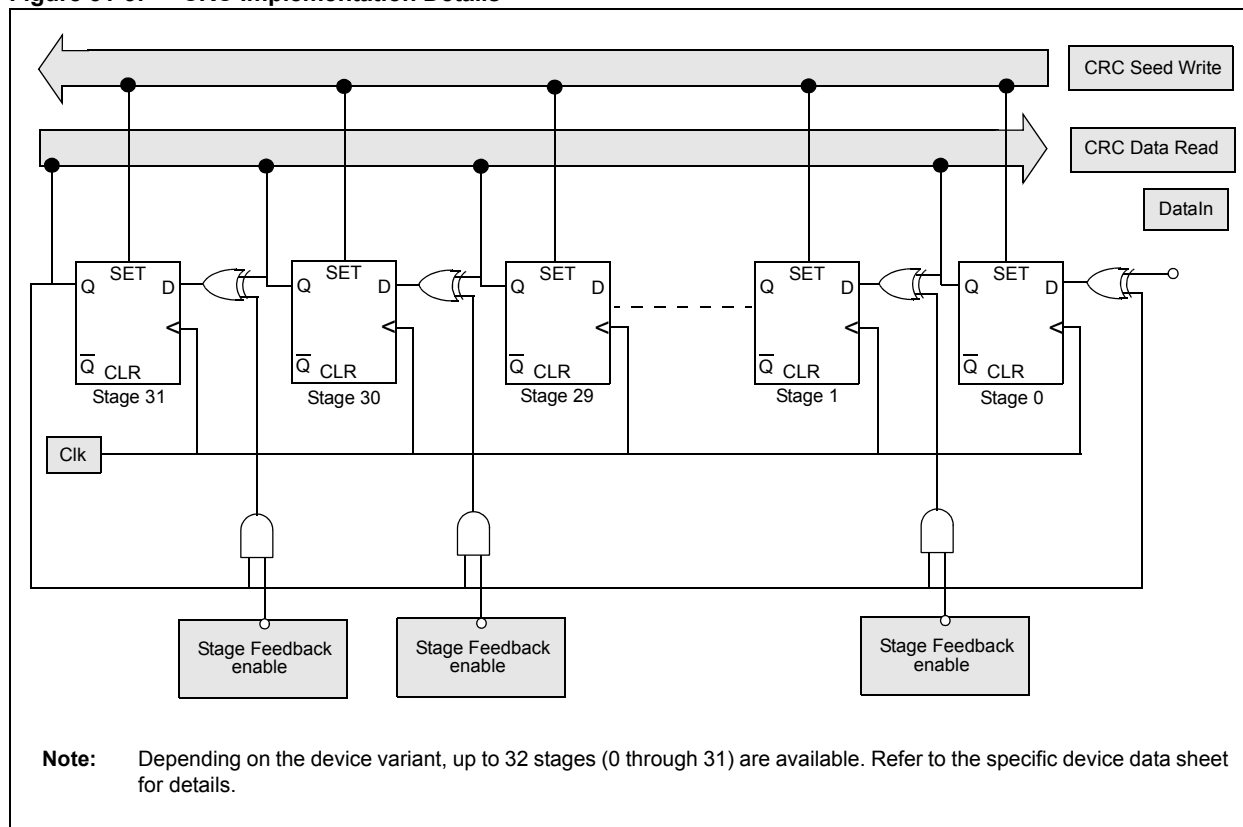 CRC Seed Write
CRC Data Read
DataIn
SET
Q
D
Q
CLR
Stage 31
SET
Q
D
Q
CLR
Stage 30
SET
Q
D
Q
CLR
Stage 29
SET
Q
D
Q
CLR
Stage 1
SET
Q
D
Q
CLR
Stage 0
Clk
Stage Feedback
enable
Stage Feedback
enable
Stage Feedback
enable
Note: Depending on the device variant, up to 32 stages (0 through 31) are available. Refer to the specific device data sheet
for details.